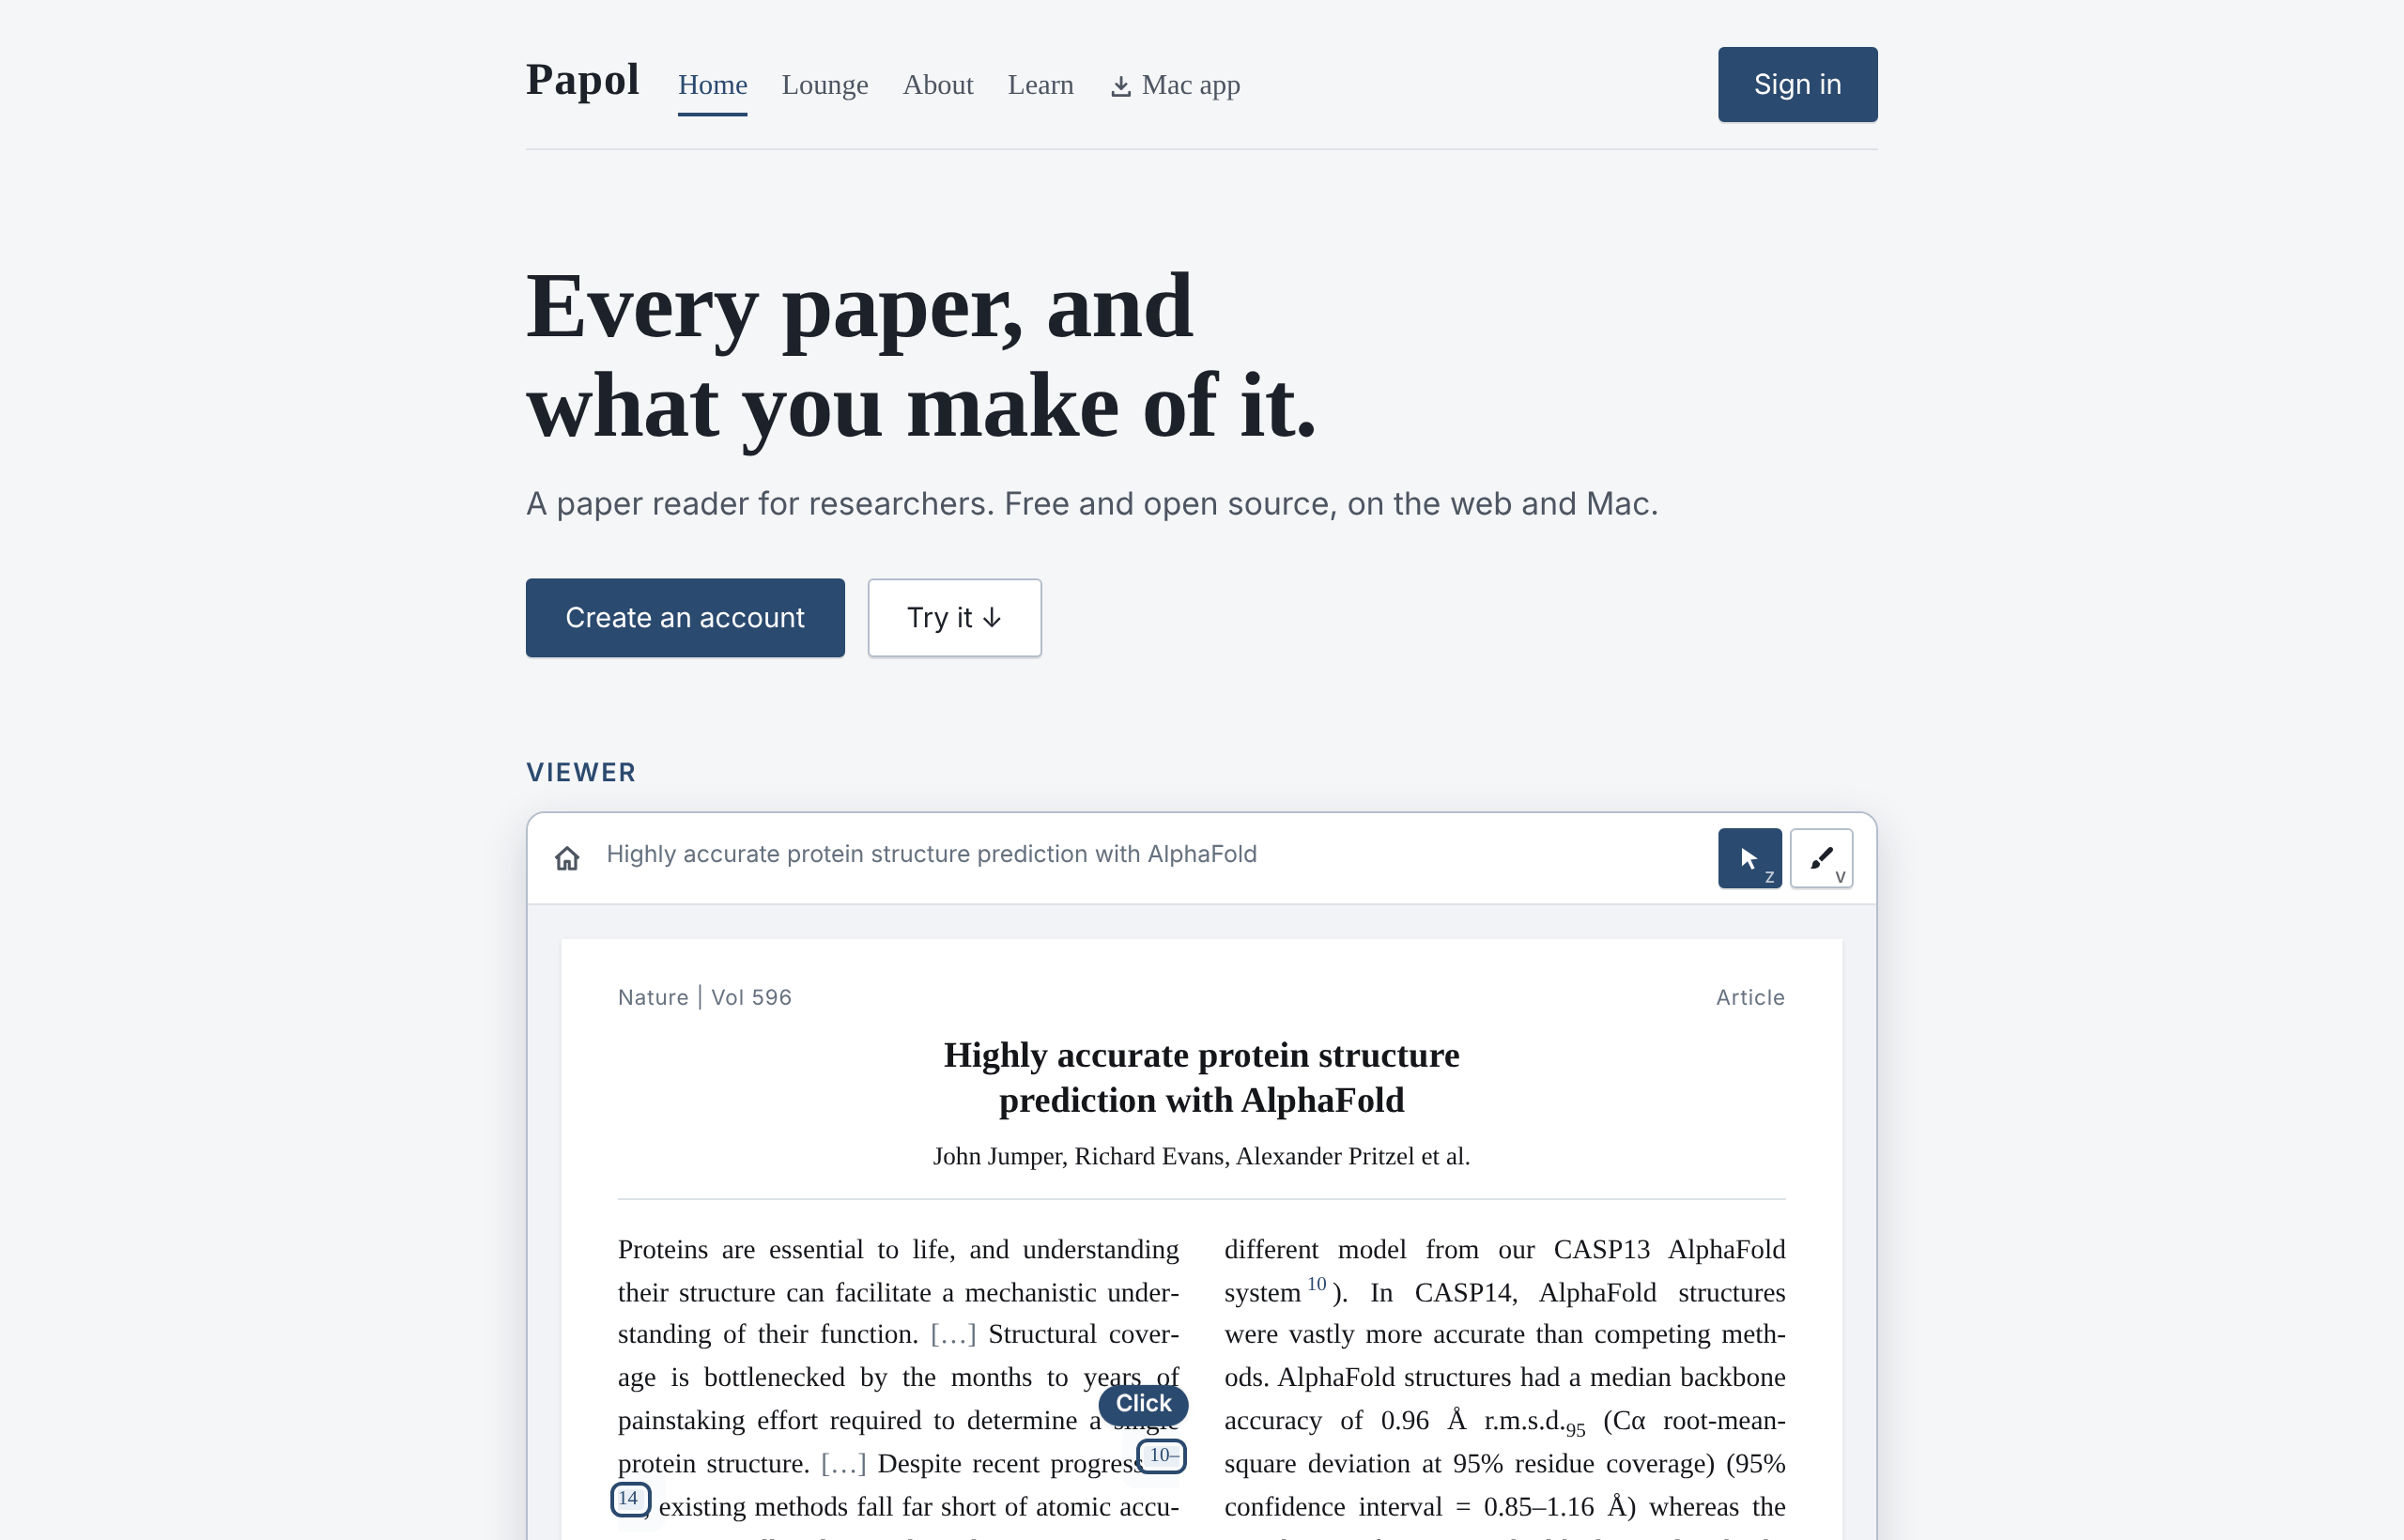 Papol Home Lounge About Learn Mac app Sign in
Every paper, and
what you make of it.
A paper reader for researchers. Free and open source, on the web and Mac.
Create an account Try it ↓
VIEWER
Highly accurate protein structure prediction with AlphaFold Z V
Nature | Vol 596 Article
Highly accurate protein structure
prediction with AlphaFold
John Jumper, Richard Evans, Alexander Pritzel et al.
Proteins are essential to life, and understanding
their structure can facilitate a mechanistic under-
standing of their function. […] Structural cover-
age is bottlenecked by the months to years of
Click
painstaking effort required to determine a single
protein structure. […] Despite recent progress 10–
14, existing methods fall far short of atomic accu-
different model from our CASP13 AlphaFold
system 10 ). In CASP14, AlphaFold structures
were vastly more accurate than competing meth-
ods. AlphaFold structures had a median backbone
accuracy of 0.96 Å r.m.s.d.95 (Cα root-mean-
square deviation at 95% residue coverage) (95%
confidence interval = 0.85–1.16 Å) whereas the